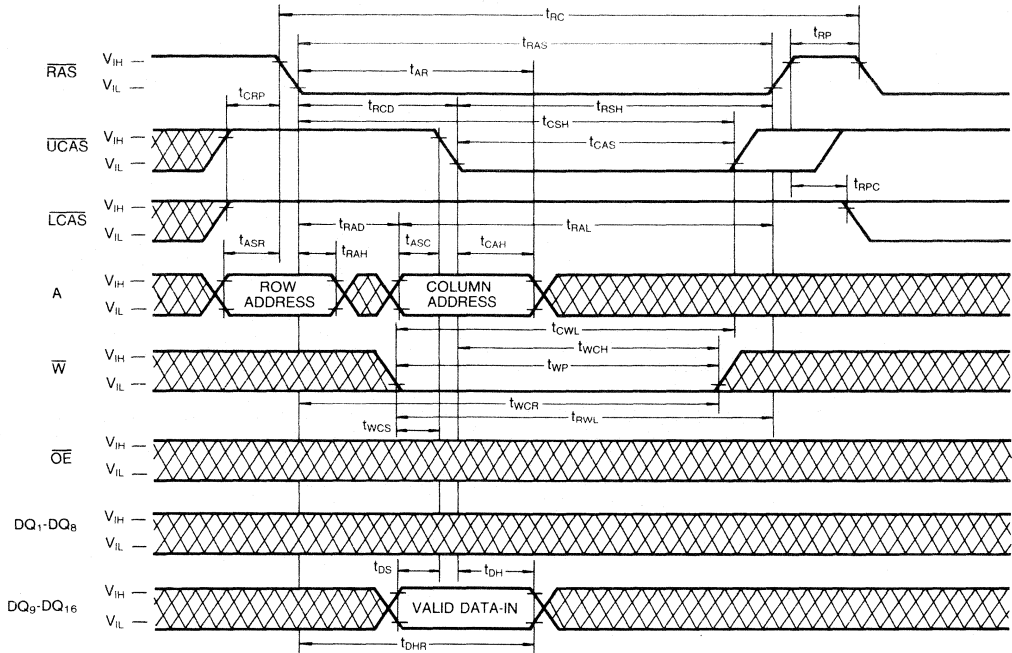 tRC
tRAS
tRP
RAS
VIH
VIL
tAR
tCRP
tRCD
tRSH
tCSH
UCAS
VIH
VIL
tCAS
tRPC
LCAS
VIH
VIL
tRAD
tRAL
tASR
tRAH
tASC
tCAH
A
VIH
VIL
ROW ADDRESS
COLUMN ADDRESS
tCWL
tWCH
W
VIH
VIL
tWP
tWCR
tRWL
tWCS
OE
VIH
VIL
DQ1-DQ8
VIH
VIL
tDS
tDH
DQ9-DQ16
VIH
VIL
VALID DATA-IN
tDHR